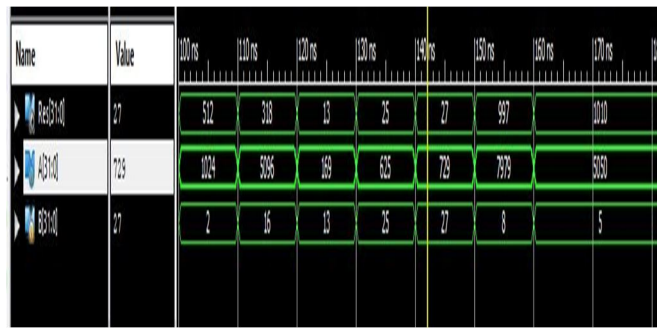 Name Value 100 ns 110 ns 120 ns 130 ns 140 ns 150 ns 160 ns 170 ns
Res[31:0] 27 512 318 13 25 27 997 1010
A[31:0] 729 1024 5096 169 625 729 7979 5050
B[31:0] 27 2 16 13 25 27 8 5